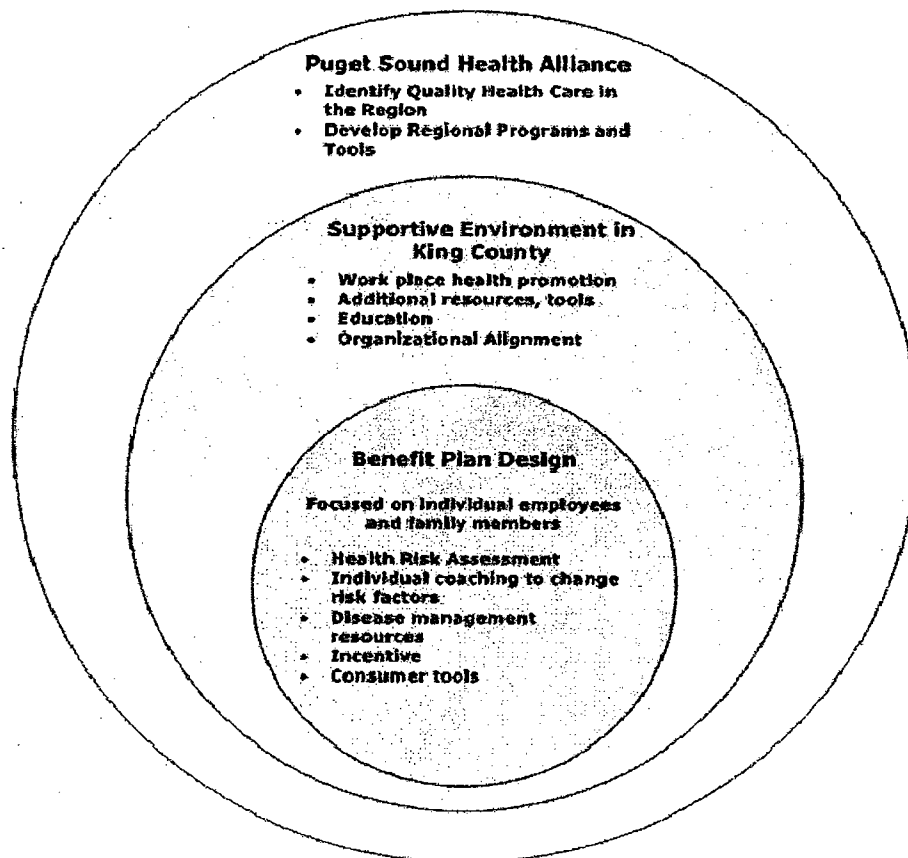 Puget Sound Health Alliance
• Identify Quality Health Care in
the Region
• Develop Regional Programs and
Tools
Supportive Environment in
King County
• Work place health promotion
• Additional resources, tools
• Education
• Organizational Alignment
Benefit Plan Design
Focused on individual employees
and family members
• Health Risk Assessment
• Individual coaching to change
risk factors
• Disease management
resources
• Incentive
• Consumer tools